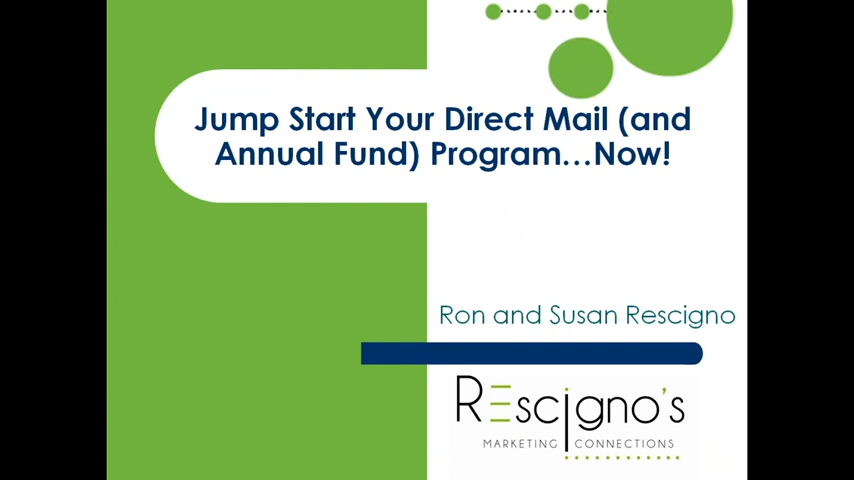 Jump Start Your Direct Mail (and
Annual Fund) Program...Now!
Ron and Susan Rescigno
Rescigno's
MARKETING CONNECTIONS